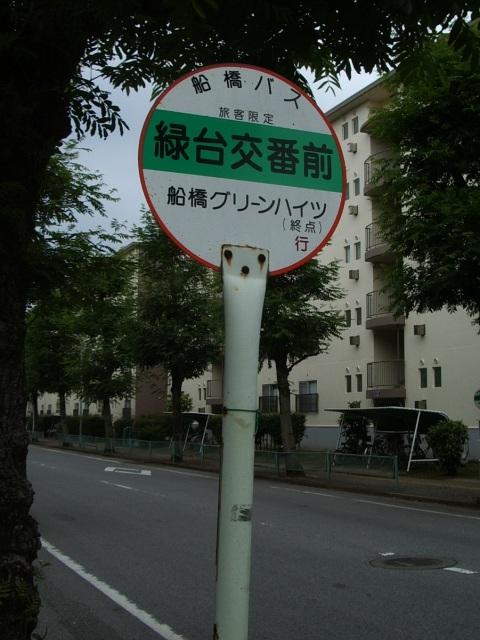 船橋バス
旅客限定
緑台交番前
船橋グリーンハイツ
(終点)
行